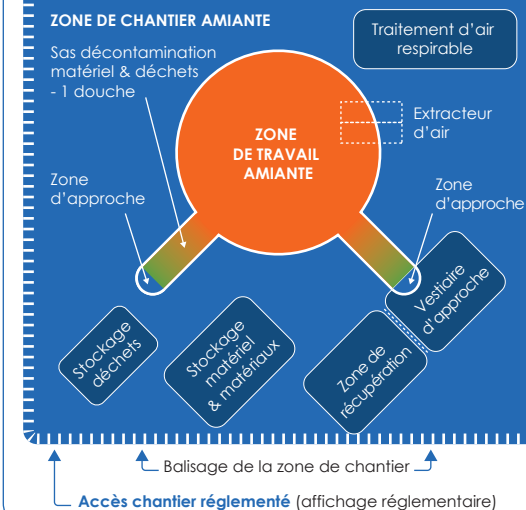 ZONE DE CHANTIER AMIANTE
Traitement d'air
respirable
Sas décontamination
matériel & déchets
- 1 douche
Extracteur
d'air
ZONE
DE TRAVAIL
AMIANTE
Zone
d'approche
Zone
d'approche
Stockage
déchets
Stockage
matériel
& matériaux
Zone de
récupération
Vestiaire
d'approche
Balisage de la zone de chantier
Accès chantier réglementé (affichage réglementaire)